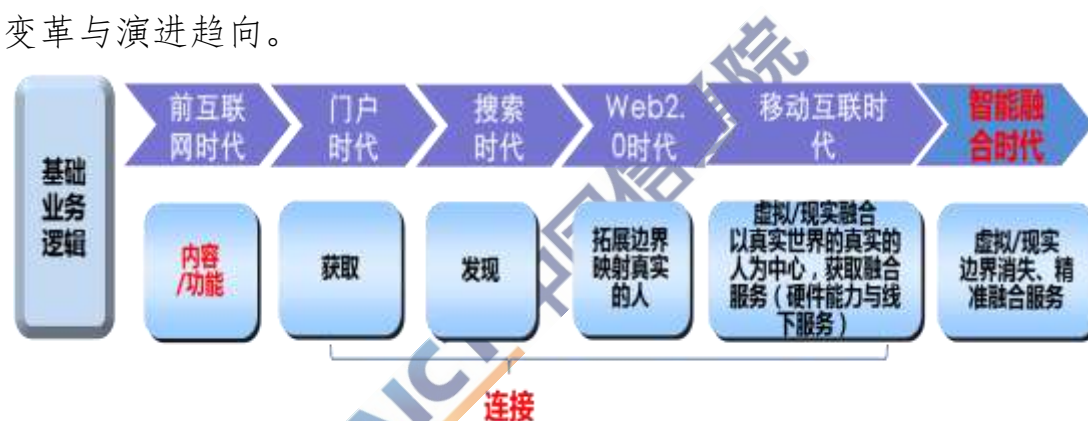 变革与演进趋向。
前互联
网时代
门户
时代
搜索
时代
Web2.
0时代
移动互联时
代
智能融
合时代
基础
业务
逻辑
内容
/功能
获取
发现
拓展边界
映射真实
的人
虚拟/现实融合
以真实世界的真实的
人为中心，获取融合
服务（硬件能力与线
下服务）
虚拟/现实
边界消失、精
准融合服务
连接